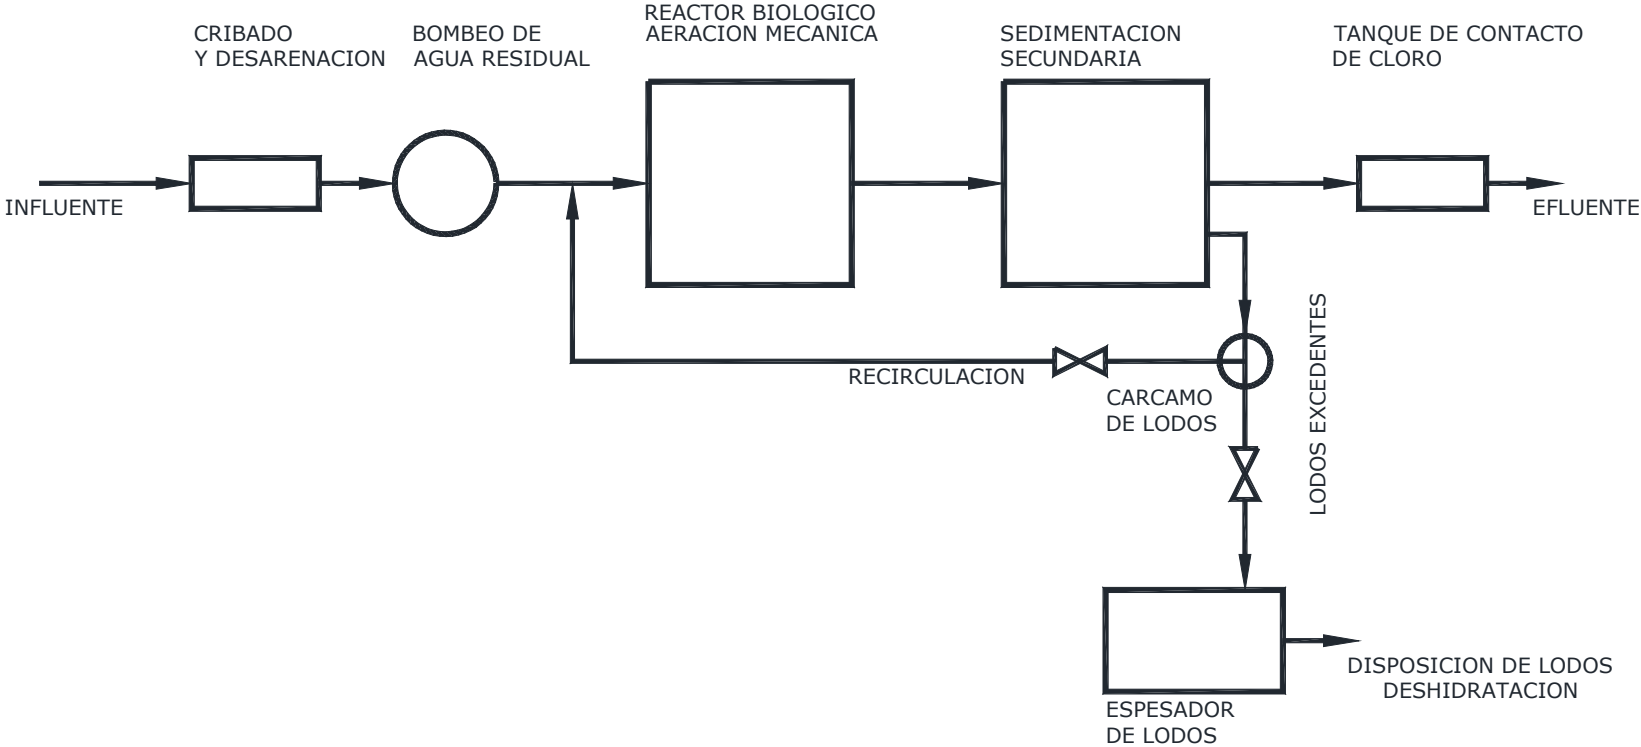 CRIBADO
Y DESARENACION
BOMBEO DE
AGUA RESIDUAL
REACTOR BIOLOGICO
AERACION MECANICA
SEDIMENTACION
SECUNDARIA
TANQUE DE CONTACTO
DE CLORO
INFLUENTE
EFLUENTE
RECIRCULACION
CARCAMO
DE LODOS
LODOS EXCEDENTES
DISPOSICION DE LODOS
DESHIDRATACION
ESPESADOR
DE LODOS